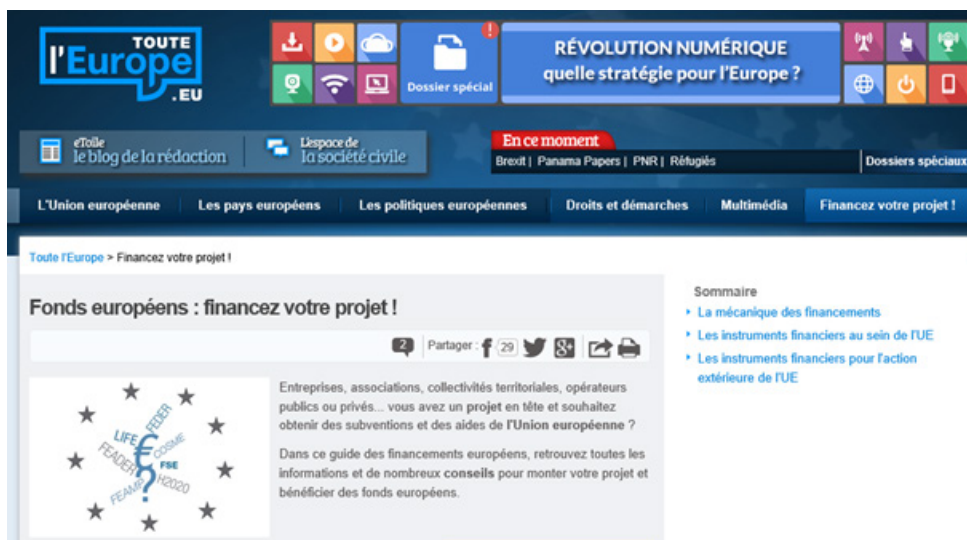 TOUTE
l'Europe
.EU
!
Dossier spécial
RÉVOLUTION NUMÉRIQUE
quelle stratégie pour l'Europe ?
eToile
le blog de la rédaction
L'espace de
la société civile
En ce moment
Brexit | Panama Papers | PNR | Réfugiés
Dossiers spéciaux
L'Union européenne Les pays européens Les politiques européennes Droits et démarches Multimédia Financez votre projet !
Toute l'Europe > Financez votre projet !
Fonds européens : financez votre projet !
2 Partager : f 29 g+
LIFE
FEDER
€
COSME
FEADER
FSE
FEAMP
?
H2020
Entreprises, associations, collectivités territoriales, opérateurs
publics ou privés... vous avez un projet en tête et souhaitez
obtenir des subventions et des aides de l'Union européenne ?
Dans ce guide des financements européens, retrouvez toutes les
informations et de nombreux conseils pour monter votre projet et
bénéficier des fonds européens.
Sommaire
La mécanique des financements
Les instruments financiers au sein de l'UE
Les instruments financiers pour l'action
extérieure de l'UE